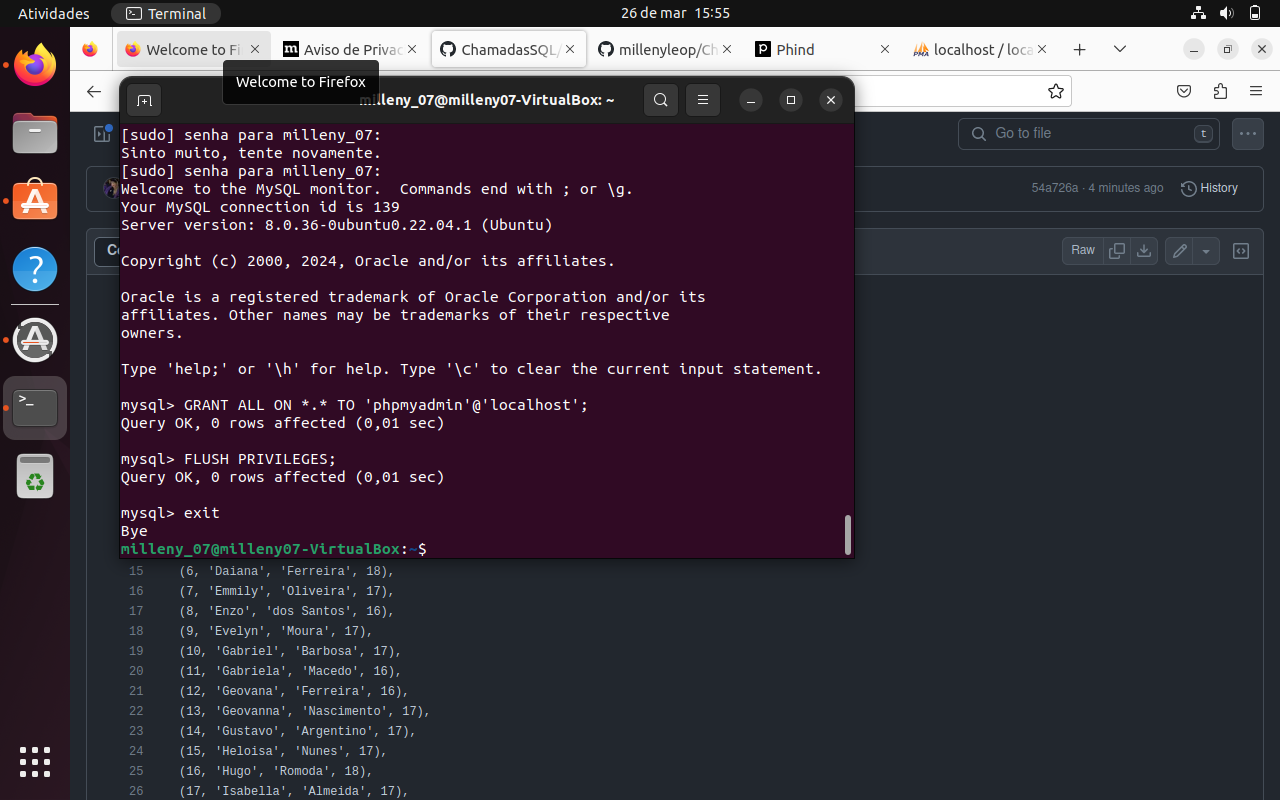 Atividades
Terminal
26 de mar 15:55
Welcome to Fi
Aviso de Privac
ChamadasSQL/
millenyleop/Ch
Phind
localhost / loca
Welcome to Firefox
milleny_07@milleny07-VirtualBox: ~
Go to file
t
54a726a · 4 minutes ago
History
Raw
[sudo] senha para milleny_07:
Sinto muito, tente novamente.
[sudo] senha para milleny_07:
Welcome to the MySQL monitor.  Commands end with ; or \g.
Your MySQL connection id is 139
Server version: 8.0.36-0ubuntu0.22.04.1 (Ubuntu)
Copyright (c) 2000, 2024, Oracle and/or its affiliates.
Oracle is a registered trademark of Oracle Corporation and/or its
affiliates. Other names may be trademarks of their respective
owners.
Type 'help;' or '\h' for help. Type '\c' to clear the current input statement.
mysql> GRANT ALL ON *.* TO 'phpmyadmin'@'localhost';
Query OK, 0 rows affected (0,01 sec)
mysql> FLUSH PRIVILEGES;
Query OK, 0 rows affected (0,01 sec)
mysql> exit
Bye
milleny_07@milleny07-VirtualBox:~$
15 (6, 'Daiana', 'Ferreira', 18),
16 (7, 'Emmily', 'Oliveira', 17),
17 (8, 'Enzo', 'dos Santos', 16),
18 (9, 'Evelyn', 'Moura', 17),
19 (10, 'Gabriel', 'Barbosa', 17),
20 (11, 'Gabriela', 'Macedo', 16),
21 (12, 'Geovana', 'Ferreira', 16),
22 (13, 'Geovanna', 'Nascimento', 17),
23 (14, 'Gustavo', 'Argentino', 17),
24 (15, 'Heloisa', 'Nunes', 17),
25 (16, 'Hugo', 'Romoda', 18),
26 (17, 'Isabella', 'Almeida', 17),